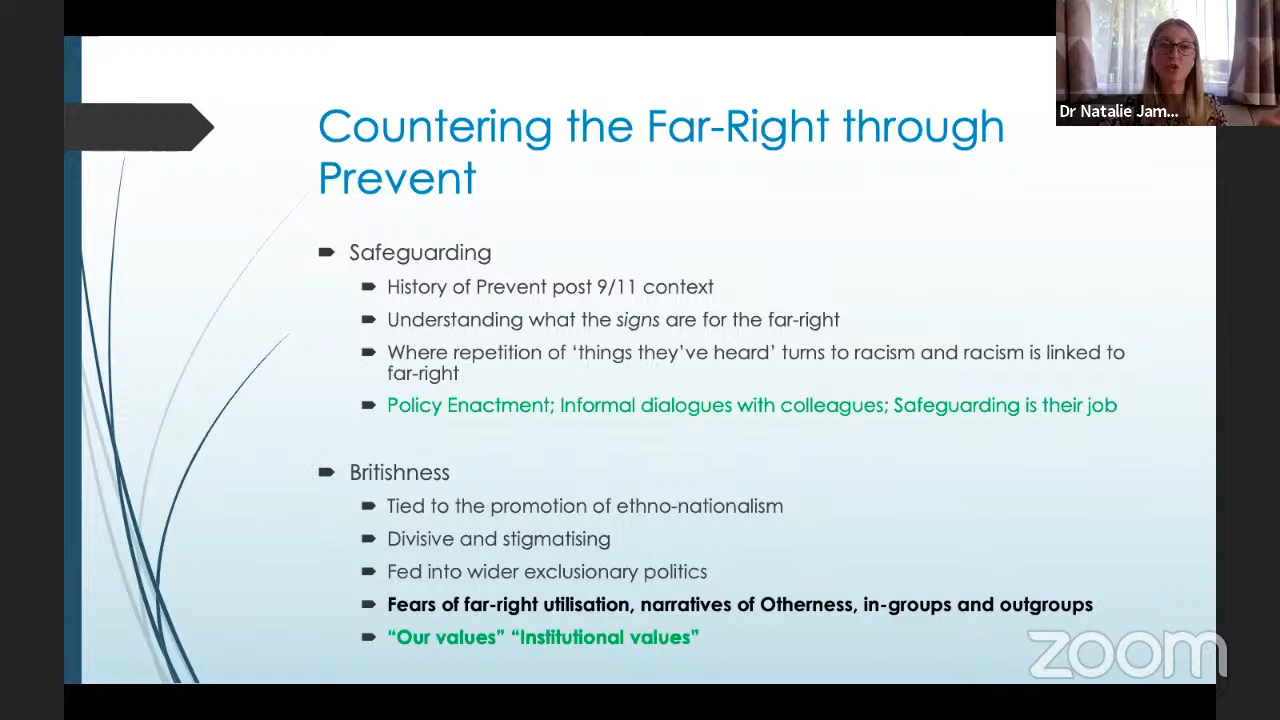 Dr Natalie Jam...
Countering the Far-Right through
Prevent
Safeguarding
History of Prevent post 9/11 context
Understanding what the signs are for the far-right
Where repetition of ‘things they’ve heard’ turns to racism and racism is linked to
far-right
Policy Enactment; Informal dialogues with colleagues; Safeguarding is their job
Britishness
Tied to the promotion of ethno-nationalism
Divisive and stigmatising
Fed into wider exclusionary politics
Fears of far-right utilisation, narratives of Otherness, in-groups and outgroups
“Our values” “Institutional values”
zoom